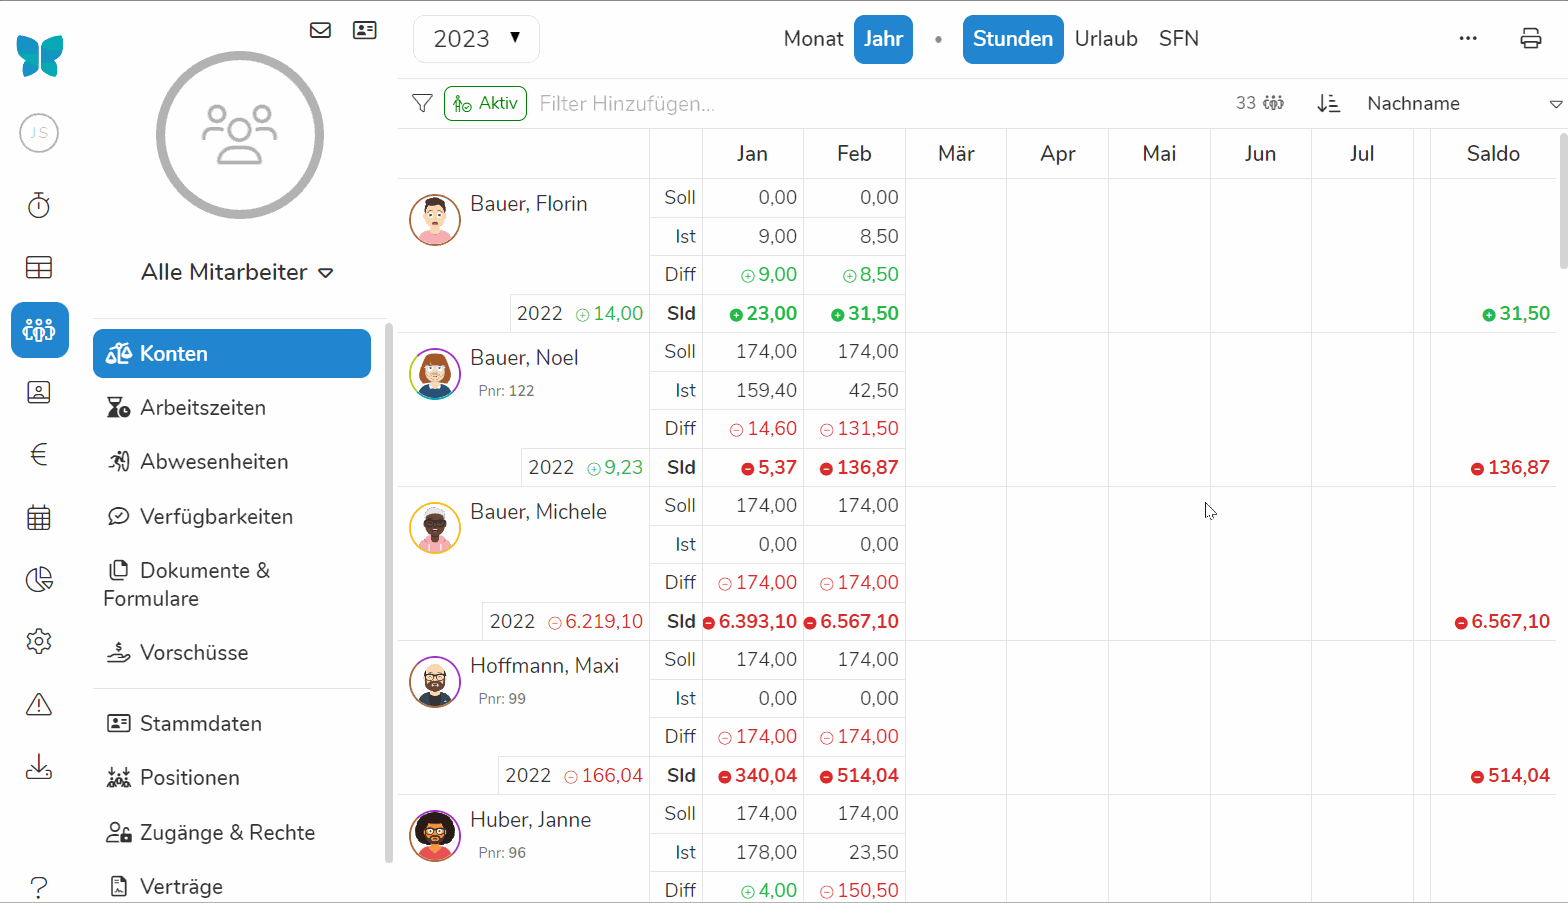 2023 ▼
Monat Jahr • Stunden Urlaub SFN
JS
Alle Mitarbeiter
Konten
Arbeitszeiten
Abwesenheiten
Verfügbarkeiten
Dokumente &
Formulare
Vorschüsse
Stammdaten
Positionen
Zugänge & Rechte
Verträge
Aktiv Filter Hinzufügen... 33 Nachname
Jan Feb Mär Apr Mai Jun Jul Saldo
Bauer, Florin
Soll 0,00 0,00
Ist 9,00 8,50
Diff 9,00 8,50
2022 14,00 Sld 23,00 31,50 31,50
Bauer, Noel
Pnr: 122
Soll 174,00 174,00
Ist 159,40 42,50
Diff 14,60 131,50
2022 9,23 Sld 5,37 136,87 136,87
Bauer, Michele
Soll 174,00 174,00
Ist 0,00 0,00
Diff 174,00 174,00
2022 6.219,10 Sld 6.393,10 6.567,10 6.567,10
Hoffmann, Maxi
Pnr: 99
Soll 174,00 174,00
Ist 0,00 0,00
Diff 174,00 174,00
2022 166,04 Sld 340,04 514,04 514,04
Huber, Janne
Pnr: 96
Soll 174,00 174,00
Ist 178,00 23,50
Diff 4,00 150,50